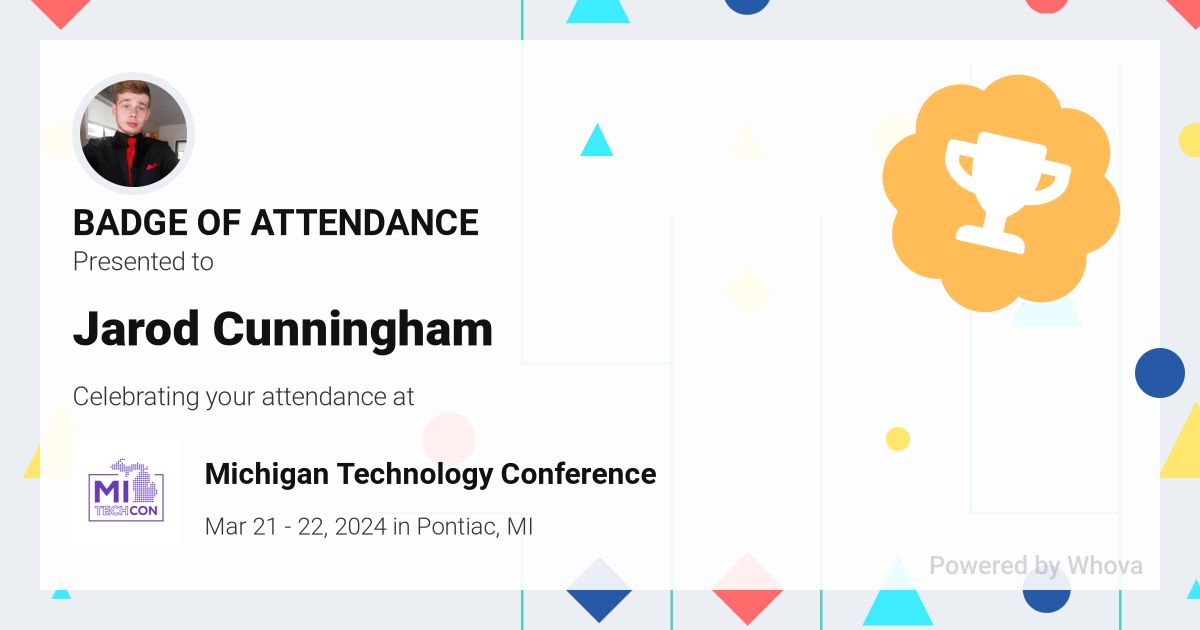 BADGE OF ATTENDANCE
Presented to
Jarod Cunningham
Celebrating your attendance at
MI
TECHCON
Michigan Technology Conference
Mar 21 - 22, 2024 in Pontiac, MI
Powered by Whova